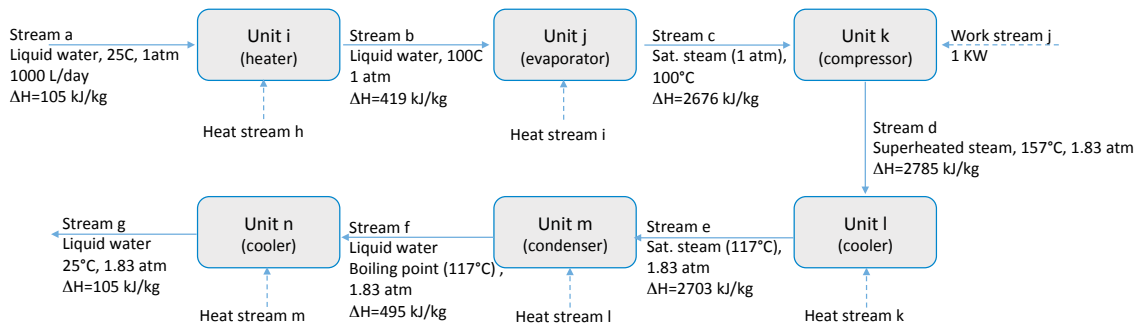 Stream a
Liquid water, 25C, 1atm
1000 L/day
ΔH=105 kJ/kg
Unit i
(heater)
Heat stream h
Stream b
Liquid water, 100C
1 atm
ΔH=419 kJ/kg
Unit j
(evaporator)
Heat stream i
Stream c
Sat. steam (1 atm),
100°C
ΔH=2676 kJ/kg
Unit k
(compressor)
Work stream j
1 KW
Stream d
Superheated steam, 157°C, 1.83 atm
ΔH=2785 kJ/kg
Unit l
(cooler)
Heat stream k
Stream e
Sat. steam (117°C),
1.83 atm
ΔH=2703 kJ/kg
Unit m
(condenser)
Heat stream l
Stream f
Liquid water
Boiling point (117°C) ,
1.83 atm
ΔH=495 kJ/kg
Unit n
(cooler)
Heat stream m
Stream g
Liquid water
25°C, 1.83 atm
ΔH=105 kJ/kg